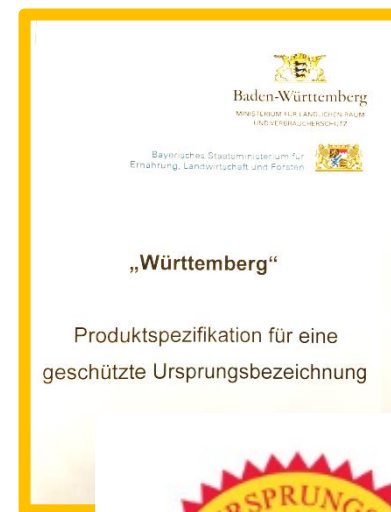 Baden-Württemberg
MINISTERIUM FÜR LÄNDLICHEN RAUM
UND VERBRAUCHERSCHUTZ
Bayerisches Staatsministerium für
Ernährung, Landwirtschaft und Forsten
„Württemberg“
Produktspezifikation für eine
geschützte Ursprungsbezeichnung